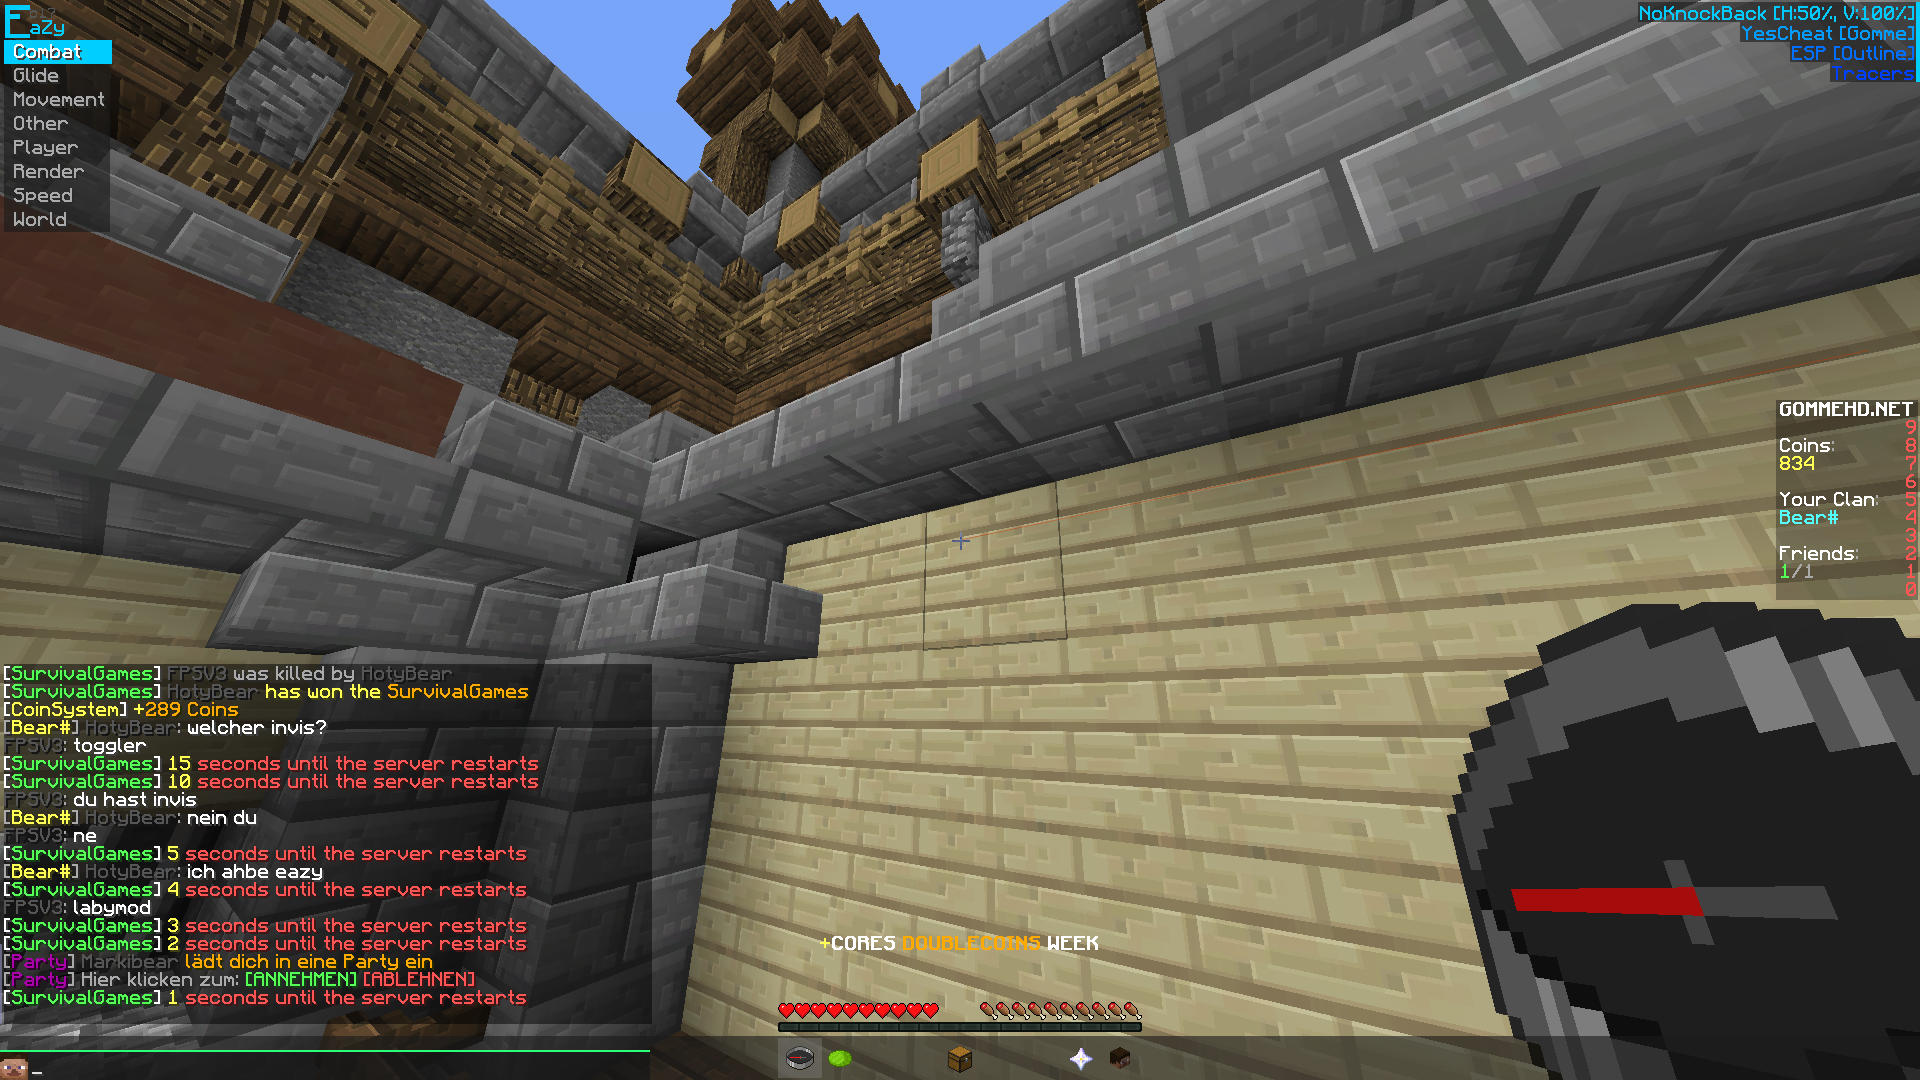 EaZy
Combat
Glide
Movement
Other
Player
Render
Speed
World
NoKnockBack [H:50%, V:100%]
YesCheat [Gomme]
ESP [Outline]
Tracers
GOMMEHD.NET
9
Coins: 8
834 7
6
Your Clan: 5
Bear# 4
3
Friends: 2
1/1 1
0
[SurvivalGames] FPSV3 was killed by HotyBear
[SurvivalGames] HotyBear has won the SurvivalGames
[CoinSystem] +289 Coins
[Bear#] HotyBear: welcher invis?
FPSV3: toggler
[SurvivalGames] 15 seconds until the server restarts
[SurvivalGames] 10 seconds until the server restarts
FPSV3: du hast invis
[Bear#] HotyBear: nein du
FPSV3: ne
[SurvivalGames] 5 seconds until the server restarts
[Bear#] HotyBear: ich ahbe eazy
[SurvivalGames] 4 seconds until the server restarts
FPSV3: labymod
[SurvivalGames] 3 seconds until the server restarts
[SurvivalGames] 2 seconds until the server restarts
[Party] Markibear lädt dich in eine Party ein
[Party] Hier klicken zum: [ANNEHMEN] [ABLEHNEN]
[SurvivalGames] 1 seconds until the server restarts
+CORES DOUBLECOINS WEEK
_